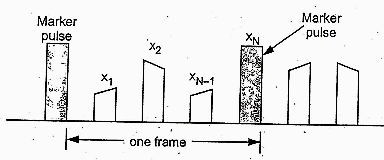 Marker
pulse
x1
x2
xN–1
xN
Marker
pulse
one frame